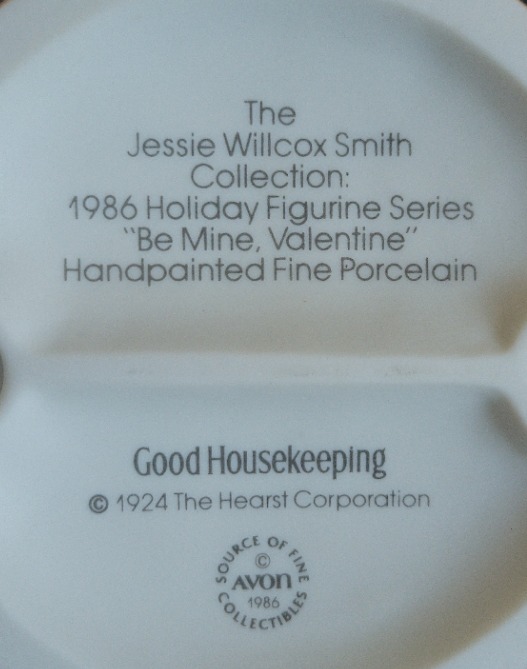 The
Jessie Willcox Smith
Collection:
1986 Holiday Figurine Series
"Be Mine, Valentine"
Handpainted Fine Porcelain
Good Housekeeping
© 1924 The Hearst Corporation
SOURCE OF FINE
©
AVON
1986
COLLECTIBLES